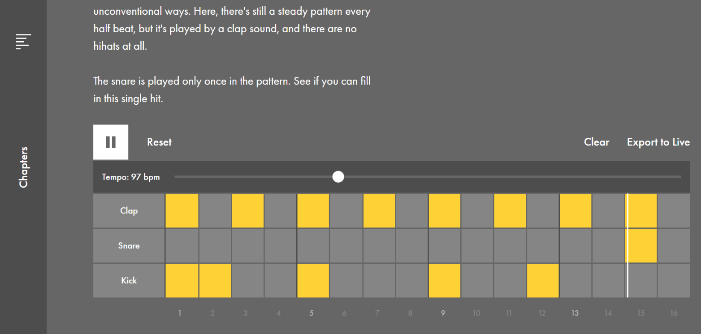 unconventional ways. Here, there's still a steady pattern every
half beat, but it's played by a clap sound, and there are no
hihats at all.
The snare is played only once in the pattern. See if you can fill
in this single hit.
Chapters
Reset
Clear
Export to Live
Tempo: 97 bpm
Clap
Snare
Kick
1 2 3 4 5 6 7 8 9 10 11 12 13 14 15 16